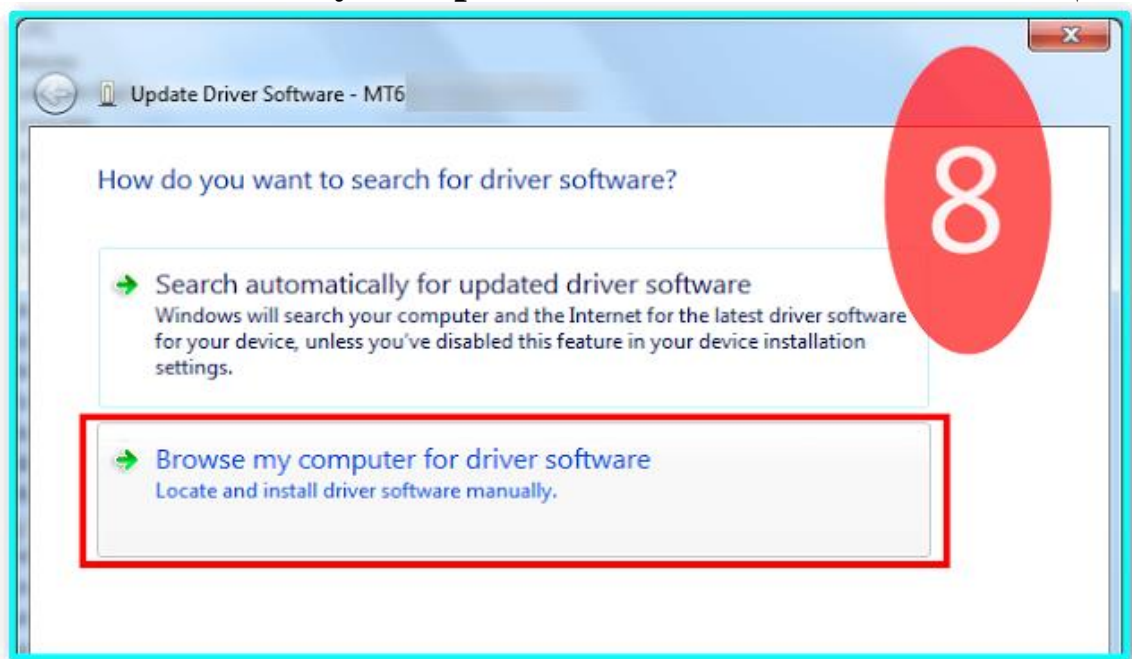 Update Driver Software - MT6
8
How do you want to search for driver software?
Search automatically for updated driver software
Windows will search your computer and the Internet for the latest driver software
for your device, unless you've disabled this feature in your device installation
settings.
Browse my computer for driver software
Locate and install driver software manually.